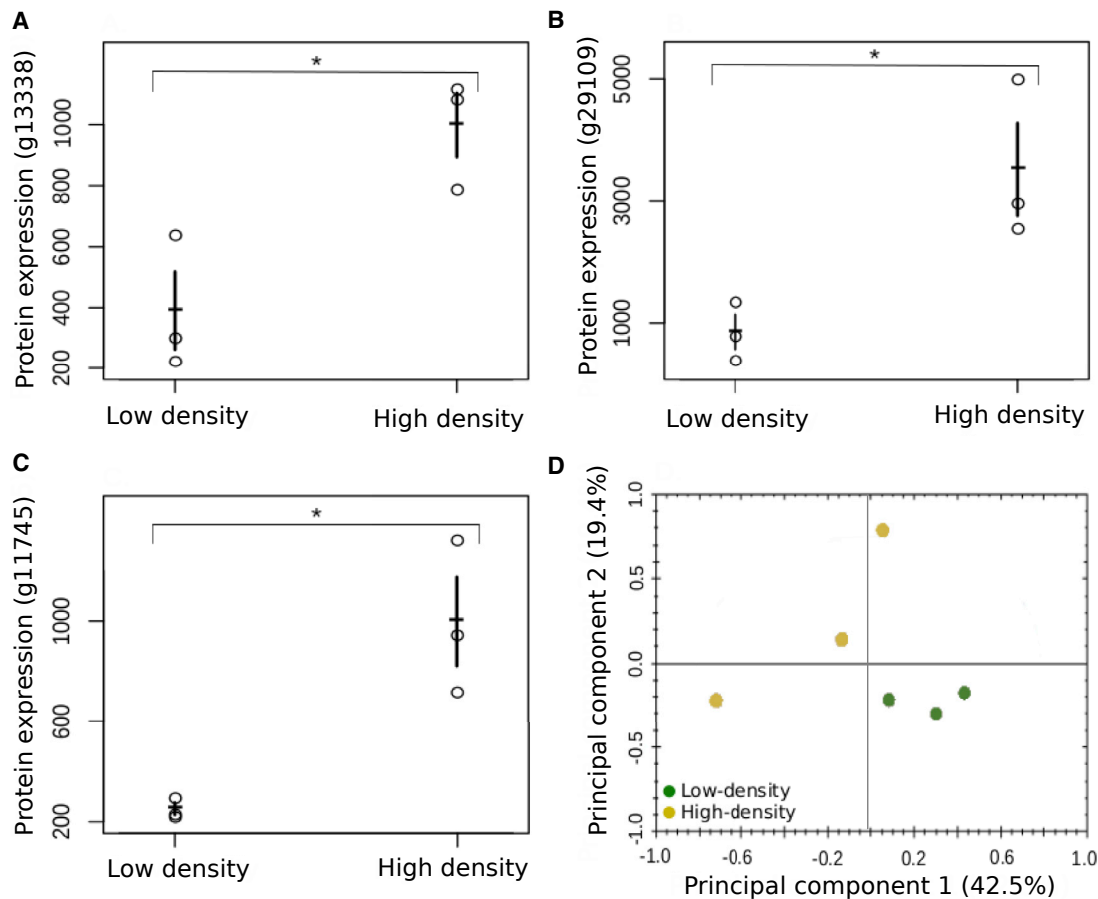 A
Protein expression (g13338)
1000
800
600
400
200
*
Low density
High density
B
Protein expression (g29109)
5000
3000
1000
*
Low density
High density
C
Protein expression (g11745)
1000
600
200
*
Low density
High density
D
Principal component 2 (19.4%)
1.0
0.5
0.0
-0.5
-1.0
Low-density
High-density
-1.0 -0.6 -0.2 0.2 0.6 1.0
Principal component 1 (42.5%)